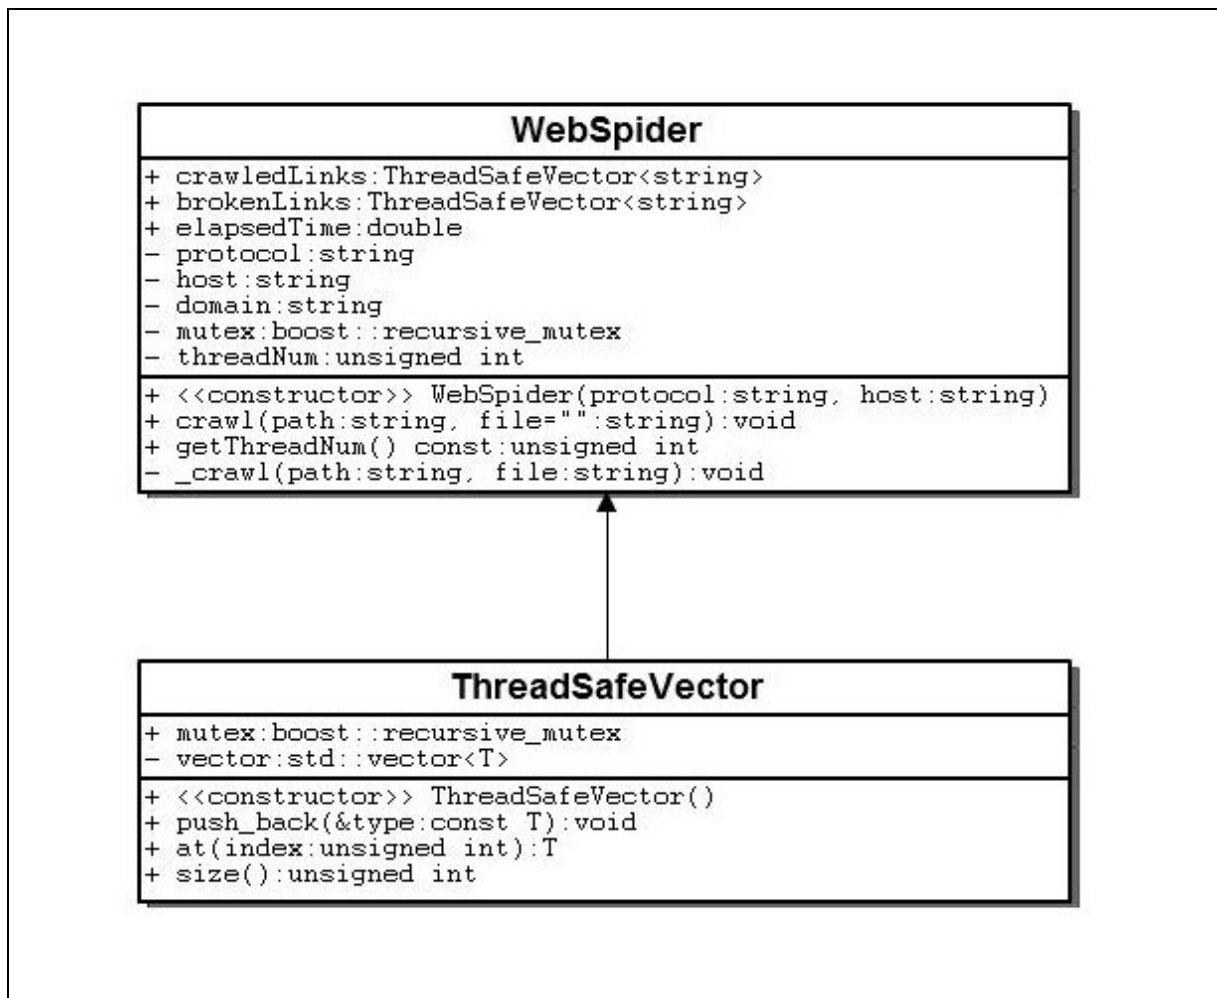 WebSpider
+ crawledLinks:ThreadSafeVector<string>
+ brokenLinks:ThreadSafeVector<string>
+ elapsedTime:double
- protocol:string
- host:string
- domain:string
- mutex:boost::recursive_mutex
- threadNum:unsigned int
+ <<constructor>> WebSpider(protocol:string, host:string)
+ crawl(path:string, file="":string):void
+ getThreadNum() const:unsigned int
- _crawl(path:string, file:string):void
ThreadSafeVector
+ mutex:boost::recursive_mutex
- vector:std::vector<T>
+ <<constructor>> ThreadSafeVector()
+ push_back(&type:const T):void
+ at(index:unsigned int):T
+ size():unsigned int